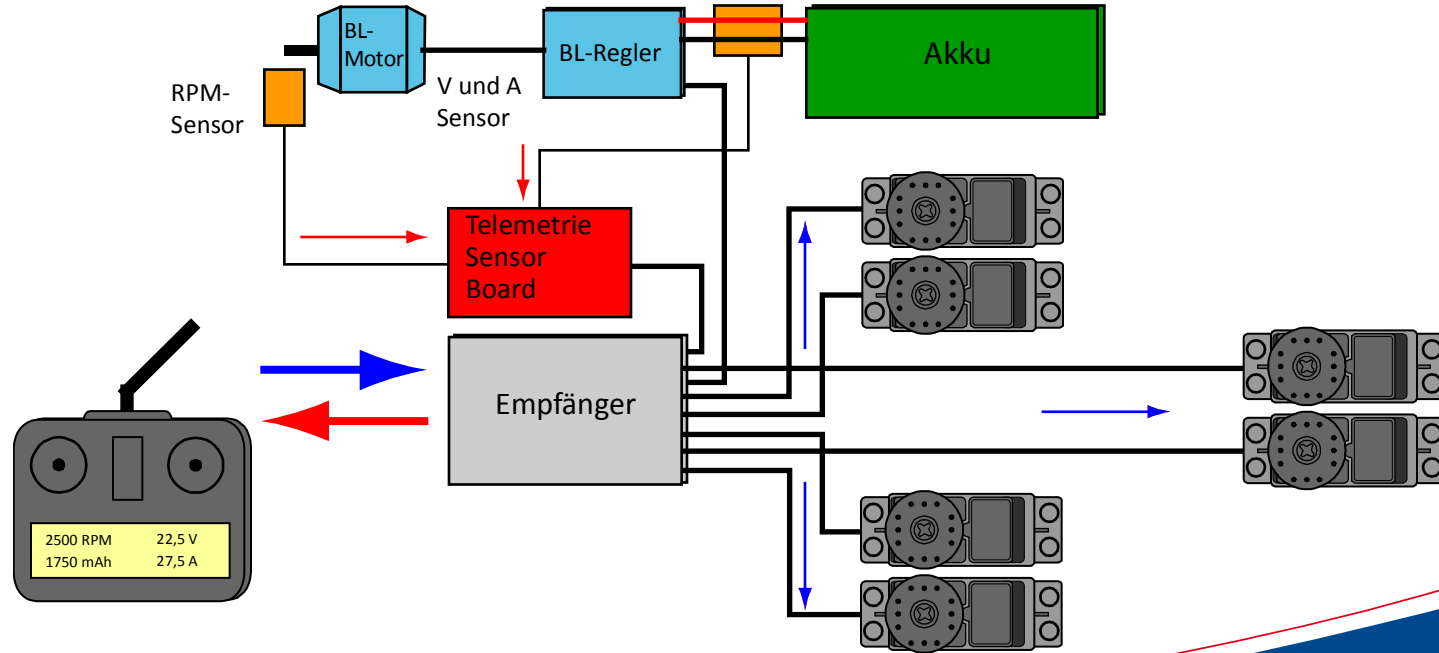 BL-
Motor
BL-Regler
Akku
V und A
Sensor
RPM-
Sensor
Telemetrie
Sensor
Board
Empfänger
2500 RPM 22,5 V
1750 mAh 27,5 A